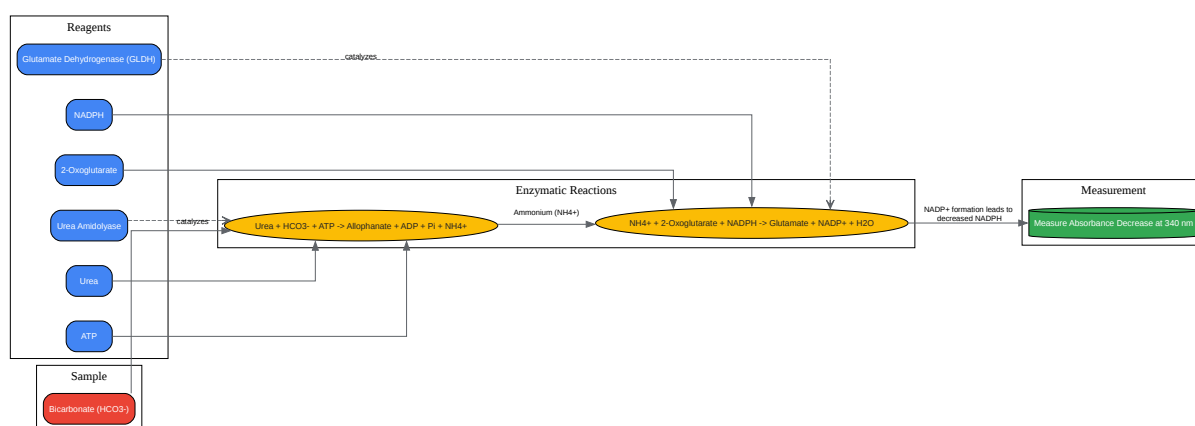 Reagents
Glutamate Dehydrogenase (GLDH)
catalyzes
NADPH
2-Oxoglutarate
Urea Amidolyase
catalyzes
Urea
ATP
Sample
Bicarbonate (HCO3-)
Enzymatic Reactions
Urea + HCO3- + ATP -> Allophanate + ADP + Pi + NH4+
Ammonium (NH4+)
NH4+ + 2-Oxoglutarate + NADPH -> Glutamate + NADP+ + H2O
NADP+ formation leads to
decreased NADPH
Measurement
Measure Absorbance Decrease at 340 nm